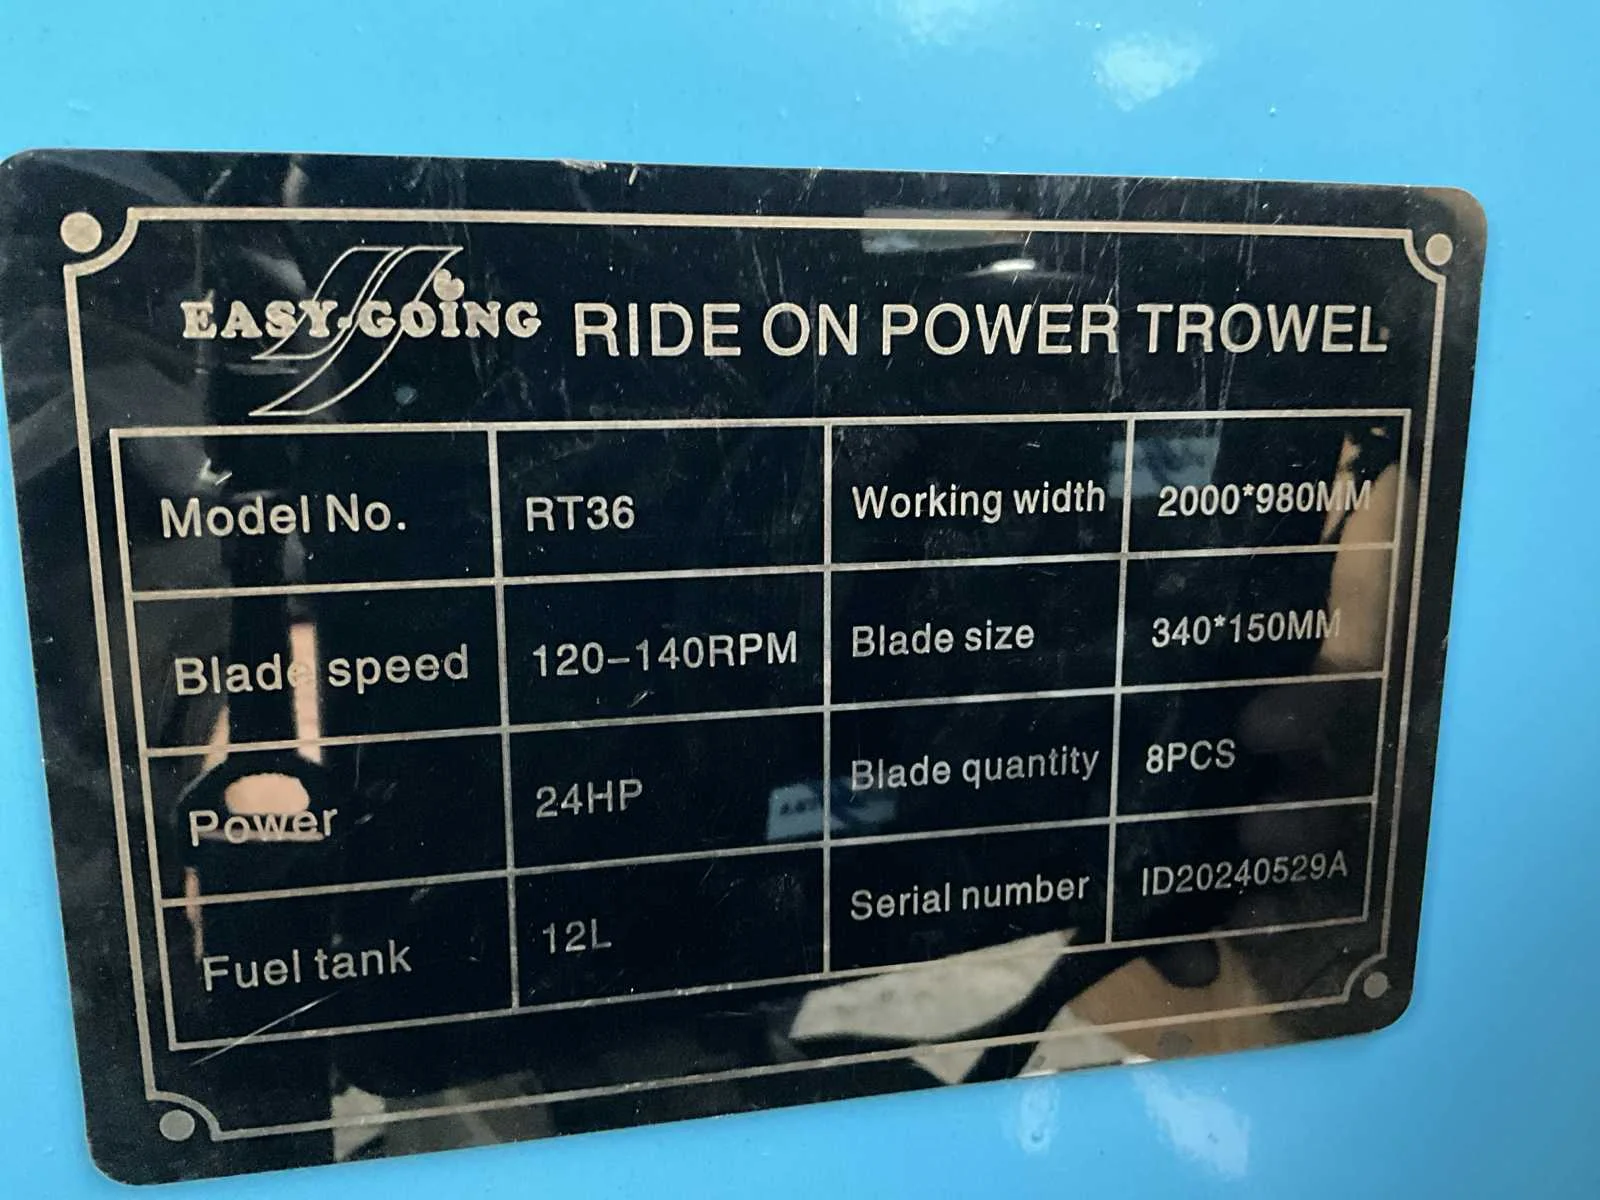 EASY-GOING RIDE ON POWER TROWEL
Model No. RT36 Working width 2000*980MM
Blade speed 120-140RPM Blade size 340*150MM
Power 24HP Blade quantity 8PCS
Fuel tank 12L Serial number ID20240529A